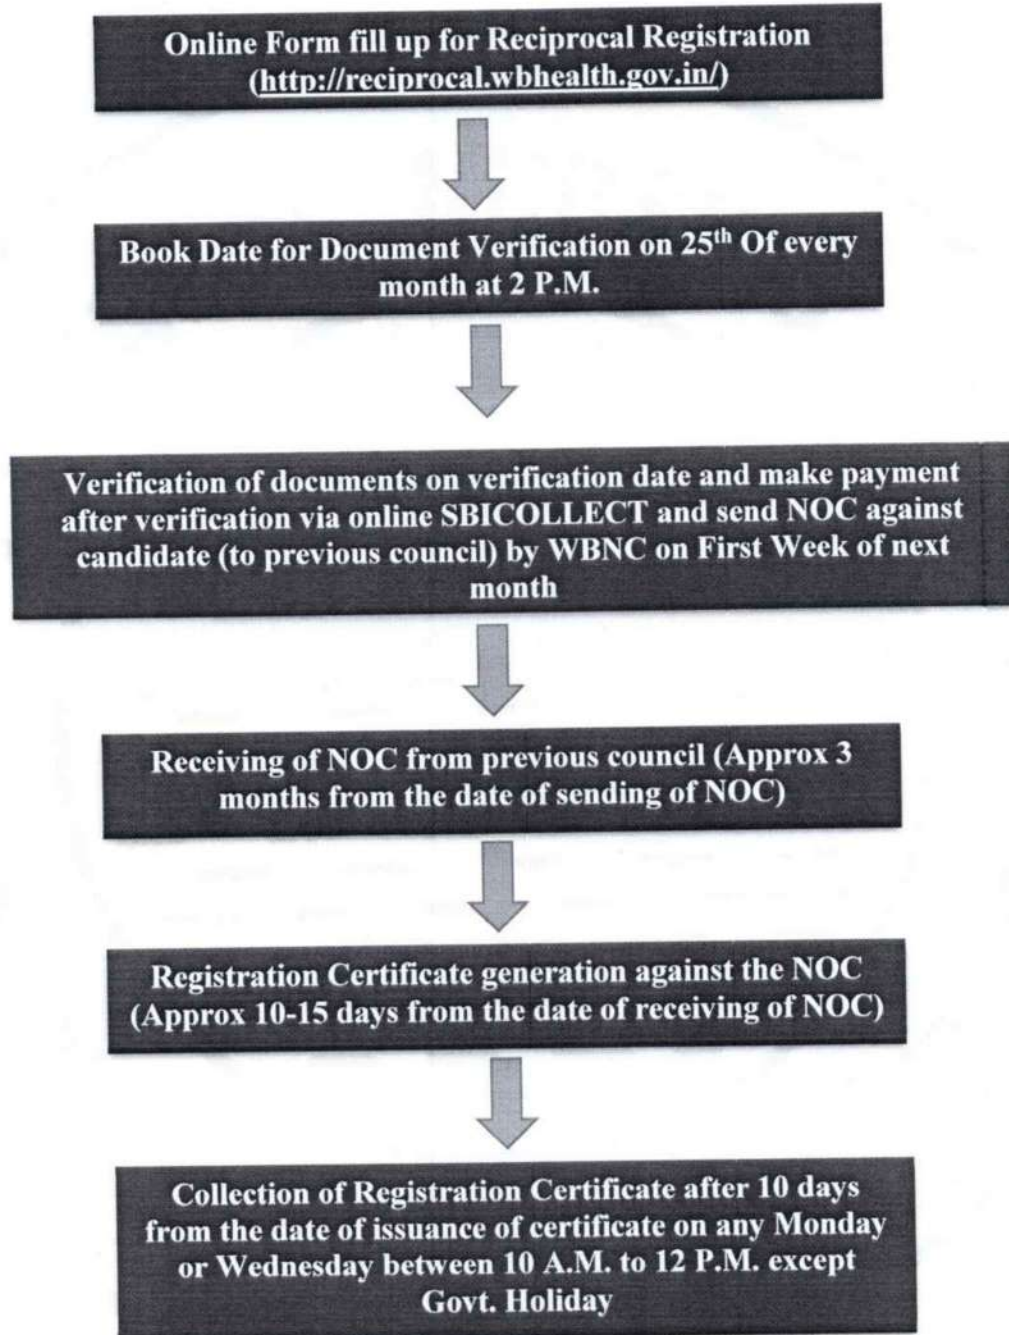 Online Form fill up for Reciprocal Registration
(http://reciprocal.wbhealth.gov.in/)
Book Date for Document Verification on 25th Of every
month at 2 P.M.
Verification of documents on verification date and make payment
after verification via online SBICOLLECT and send NOC against
candidate (to previous council) by WBNC on First Week of next
month
Receiving of NOC from previous council (Approx 3
months from the date of sending of NOC)
Registration Certificate generation against the NOC
(Approx 10-15 days from the date of receiving of NOC)
Collection of Registration Certificate after 10 days
from the date of issuance of certificate on any Monday
or Wednesday between 10 A.M. to 12 P.M. except
Govt. Holiday